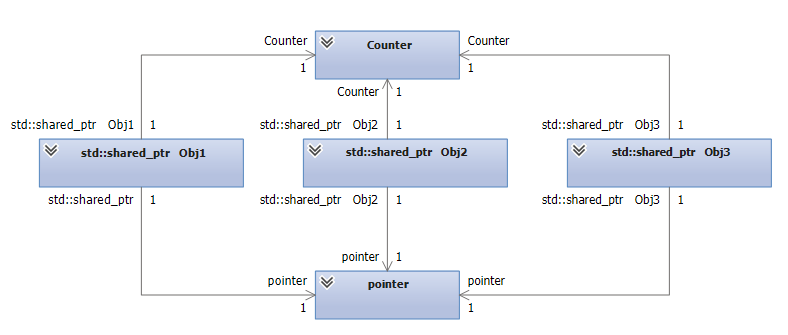 Counter Counter Counter
1 1
Counter 1
std::shared_ptr Obj1 1 std::shared_ptr Obj2 1 std::shared_ptr Obj3 1
std::shared_ptr Obj1 std::shared_ptr Obj2 std::shared_ptr Obj3
std::shared_ptr 1 std::shared_ptr Obj2 1 std::shared_ptr Obj3 1
pointer 1
pointer pointer pointer
1 1